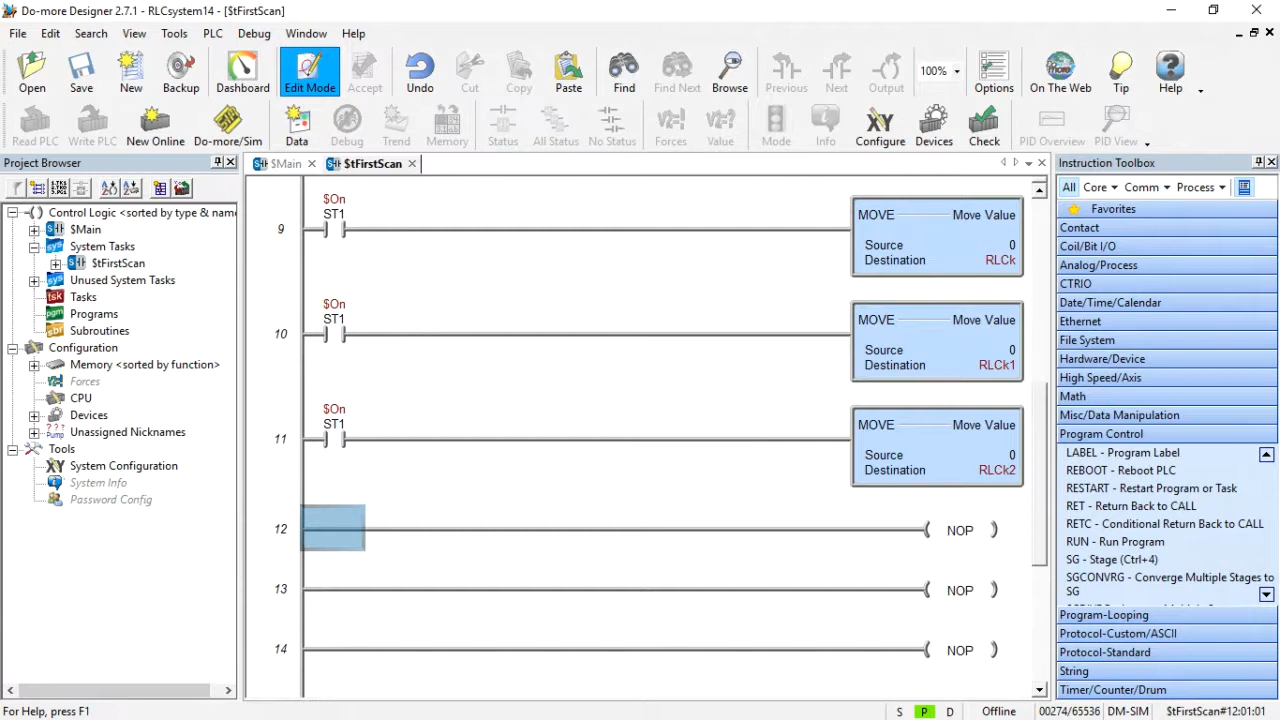 Do-more Designer 2.7.1 - RLCsystem14 - [$tFirstScan]
File Edit Search View Tools PLC Debug Window Help
Open Save New Backup Dashboard Edit Mode Accept Undo Cut Copy Paste Find Find Next Browse Previous Next Output 100% Options On The Web Tip Help
Read PLC Write PLC New Online Do-more/Sim Data Debug Trend Memory Status All Status No Status Forces Value Mode Info Configure Devices Check PID Overview PID View
Project Browser
Control Logic <sorted by type & nam
$Main
System Tasks
$tFirstScan
Unused System Tasks
Tasks
Programs
Subroutines
Configuration
Memory <sorted by function>
Forces
CPU
Devices
Unassigned Nicknames
Tools
System Configuration
System Info
Password Config
$Main $tFirstScan
$On
ST1
9
MOVE Move Value
Source 0
Destination RLCk
$On
ST1
10
MOVE Move Value
Source 0
Destination RLCk1
$On
ST1
11
MOVE Move Value
Source 0
Destination RLCk2
12 NOP
13 NOP
14 NOP
Instruction Toolbox
All Core Comm Process
Favorites
Contact
Coil/Bit I/O
Analog/Process
CTRIO
Date/Time/Calendar
Ethernet
File System
Hardware/Device
High Speed/Axis
Math
Misc/Data Manipulation
Program Control
LABEL - Program Label
REBOOT - Reboot PLC
RESTART - Restart Program or Task
RET - Return Back to CALL
RETC - Conditional Return Back to CALL
RUN - Run Program
SG - Stage (Ctrl+4)
SGCONVRG - Converge Multiple Stages to
SG
Program-Looping
Protocol-Custom/ASCII
Protocol-Standard
String
Timer/Counter/Drum
For Help, press F1
S P D Offline 00274/65536 DM-SIM $tFirstScan#12:01:01